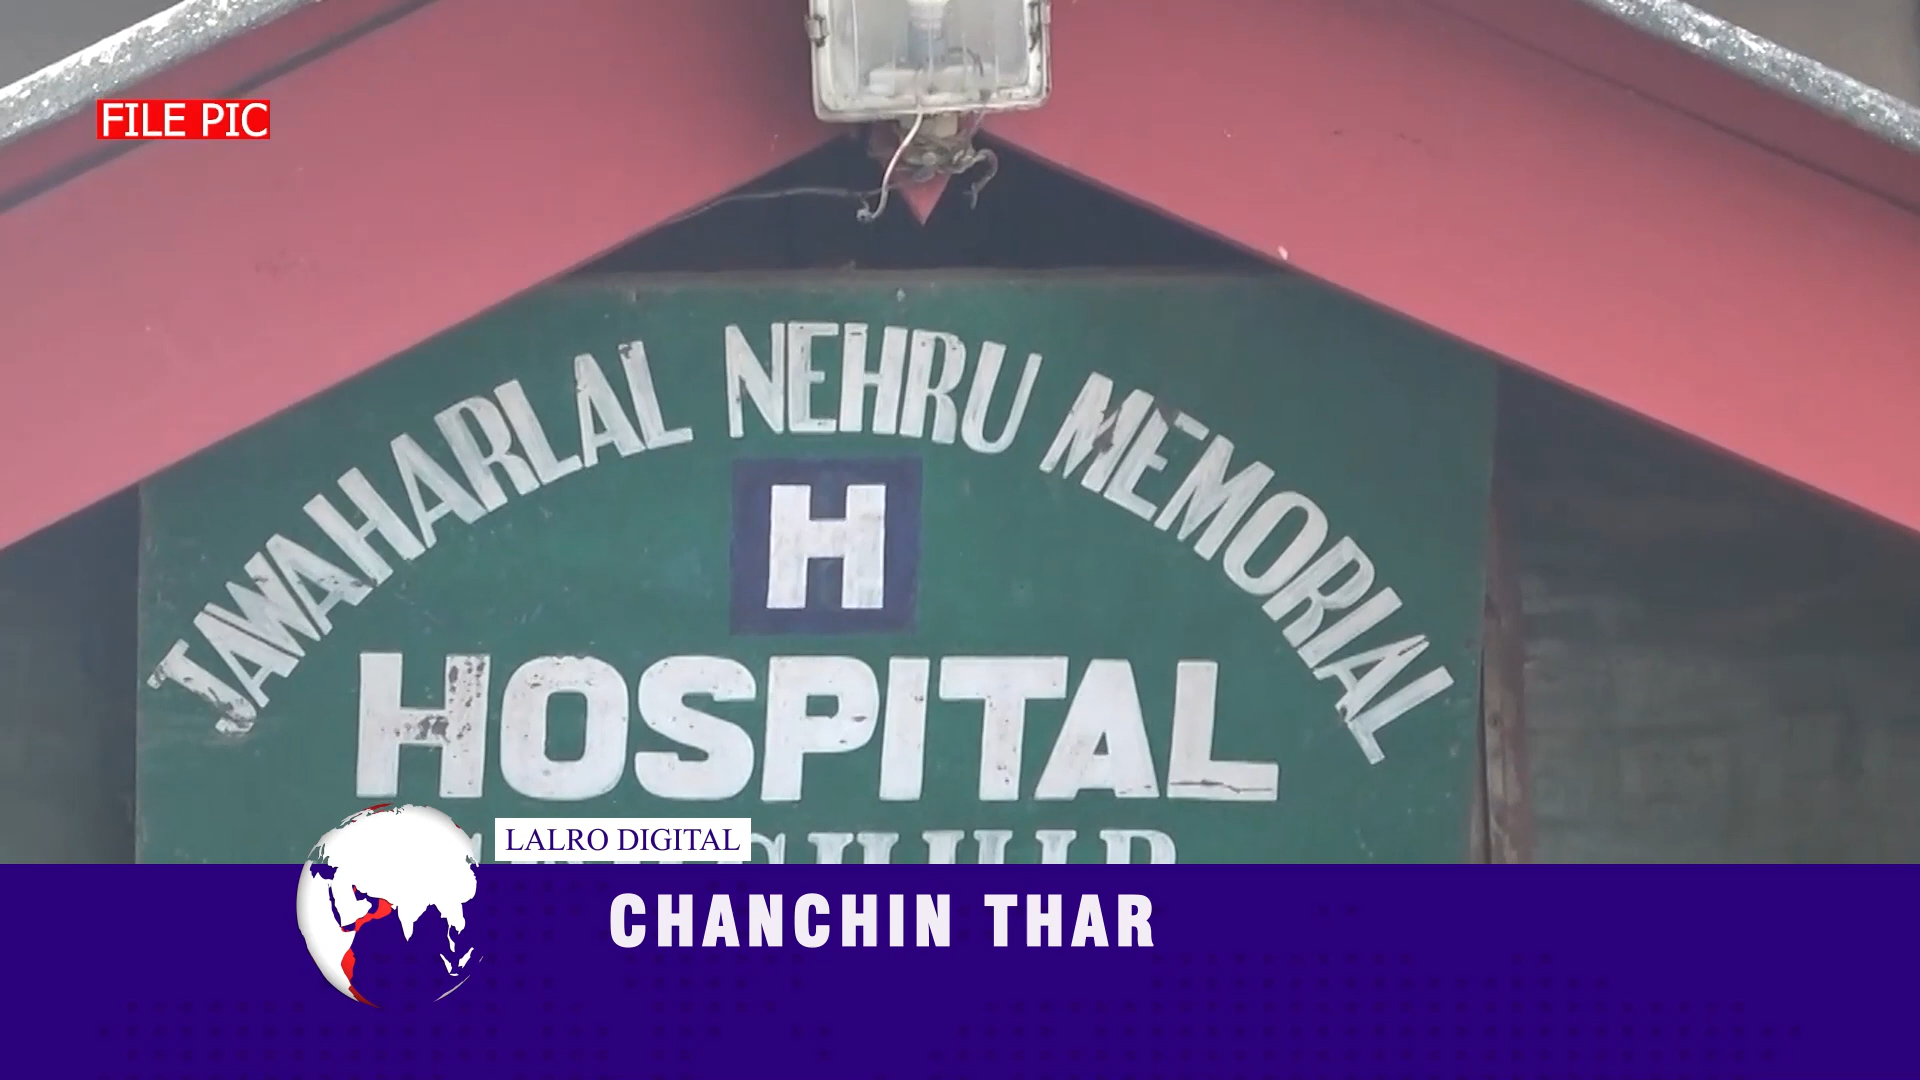 FILE PIC
JAWAHARLAL NEHRU MEMORIAL
H
HOSPITAL
LALRO DIGITAL
CHANCHIN THAR